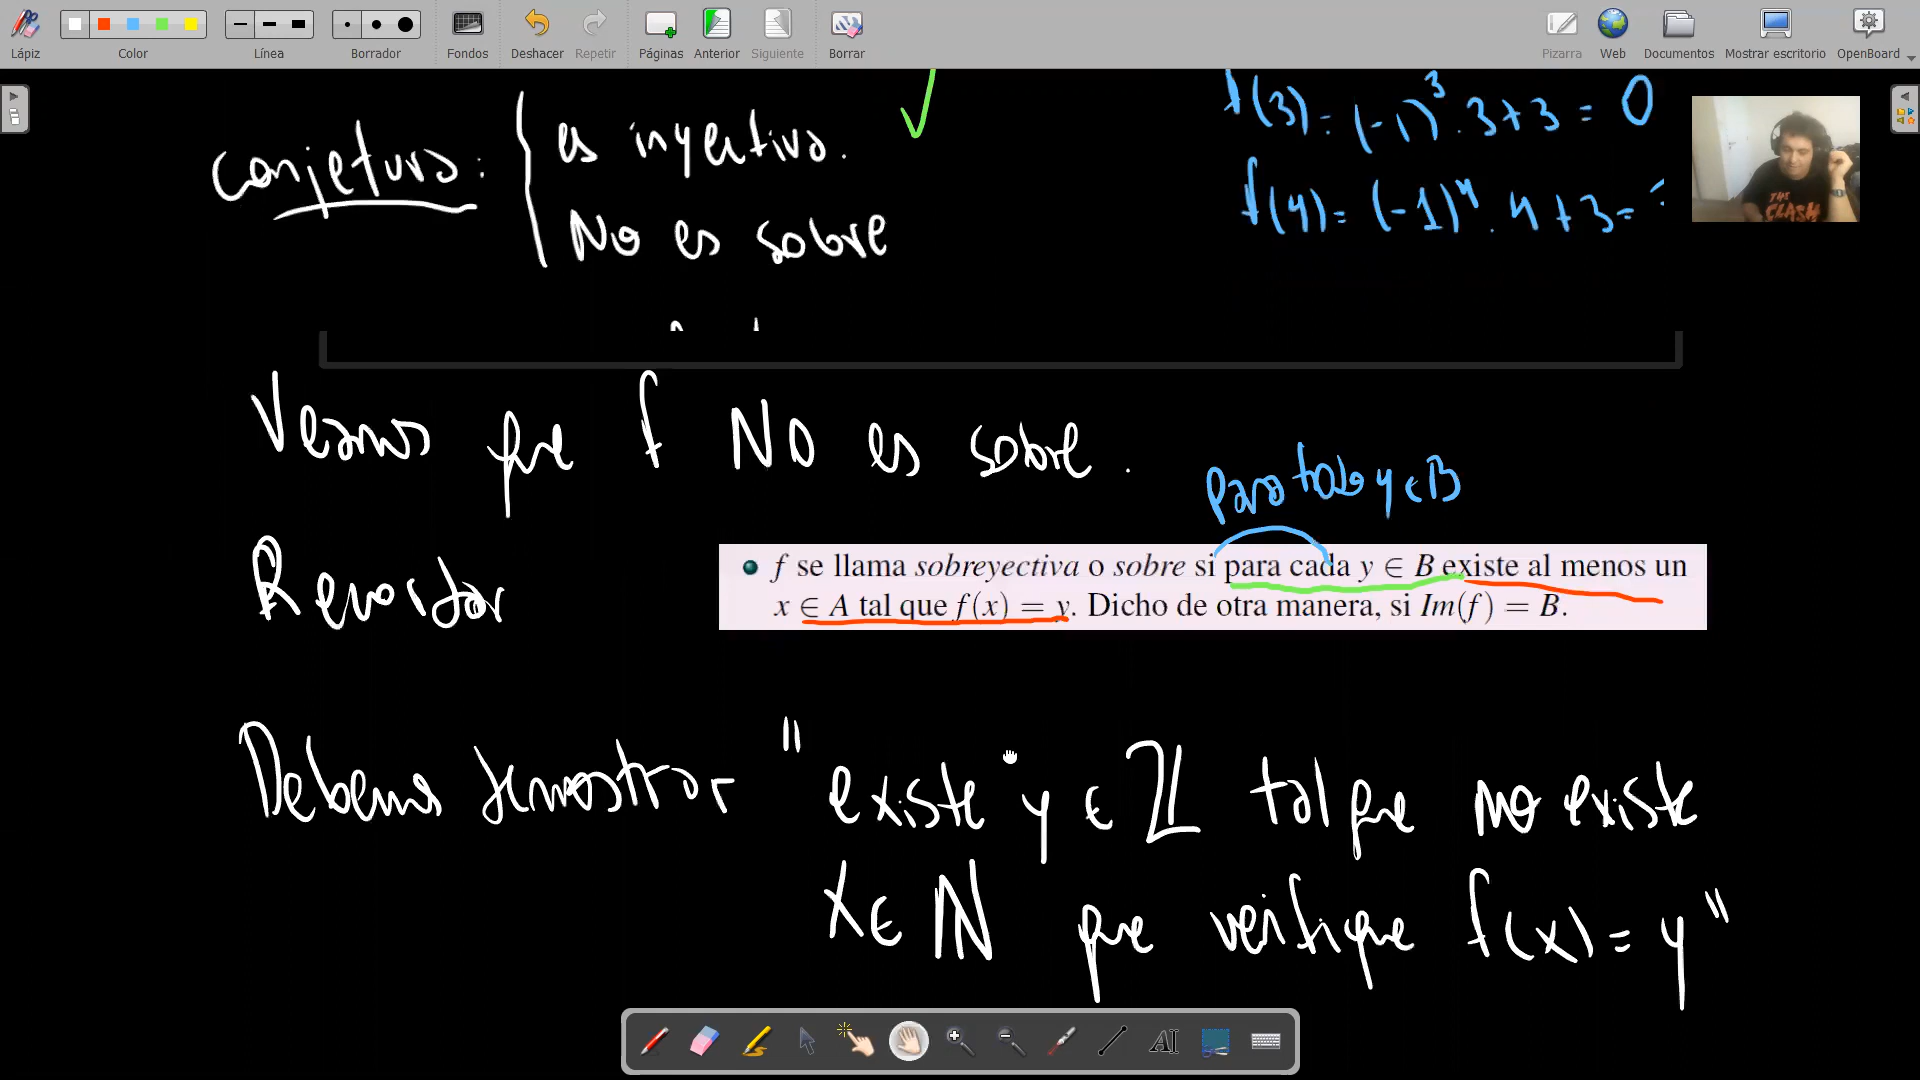 Lápiz Color Línea Borrador Fondos Deshacer Repetir Páginas Anterior Siguiente Borrar Pizarra Web Documentos Mostrar escritorio OpenBoard
f(3) = (-1)³ . 3 + 3 = 0
conjetura: es inyectiva. ✓
f(4) = (-1)⁴ . 4 + 3 =
No es sobre
THE CLASH
Veamos que f NO es sobre.
para todo y ∈ B
Recordar
• f se llama sobreyectiva o sobre si para cada y ∈ B existe al menos un
x ∈ A tal que f(x) = y. Dicho de otra manera, si Im(f) = B.
Debemos demostrar "existe y ∈ ℤ tal que no existe
x ∈ ℕ que verifique f(x) = y"